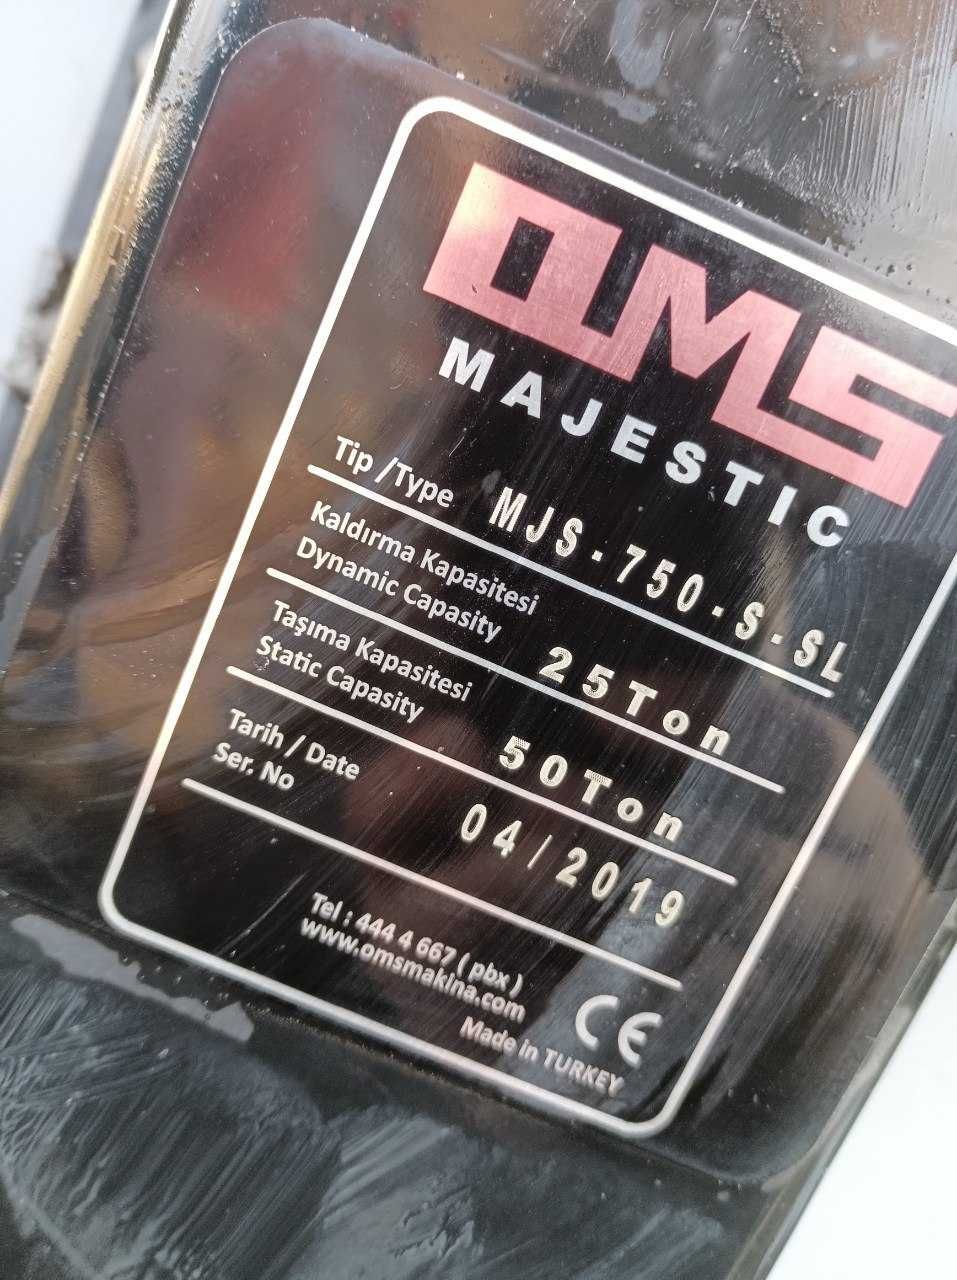 OMS
MAJESTIC
Tip /Type MJS-750-S-SL
Kaldırma Kapasitesi
Dynamic Capasity 25Ton
Taşıma Kapasitesi
Static Capasity 50Ton
Tarih / Date 04/2019
Ser. No
Tel : 444 4 667 ( pbx )
www.omsmakina.com
CE
Made in TURKEY